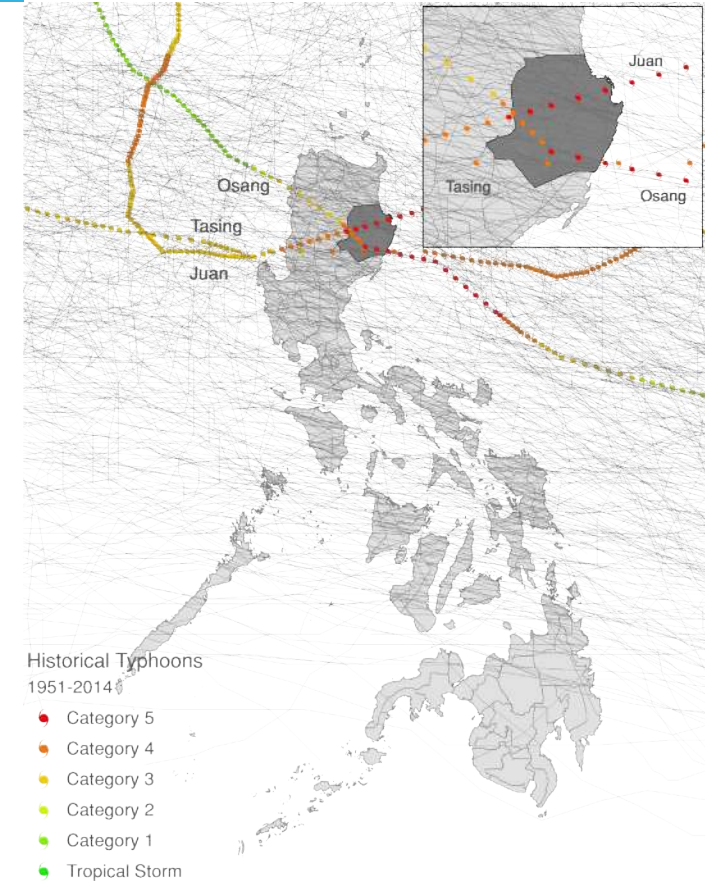 Juan
Tasing
Osang
Osang
Tasing
Juan
Historical Typhoons
1951-2014
Category 5
Category 4
Category 3
Category 2
Category 1
Tropical Storm